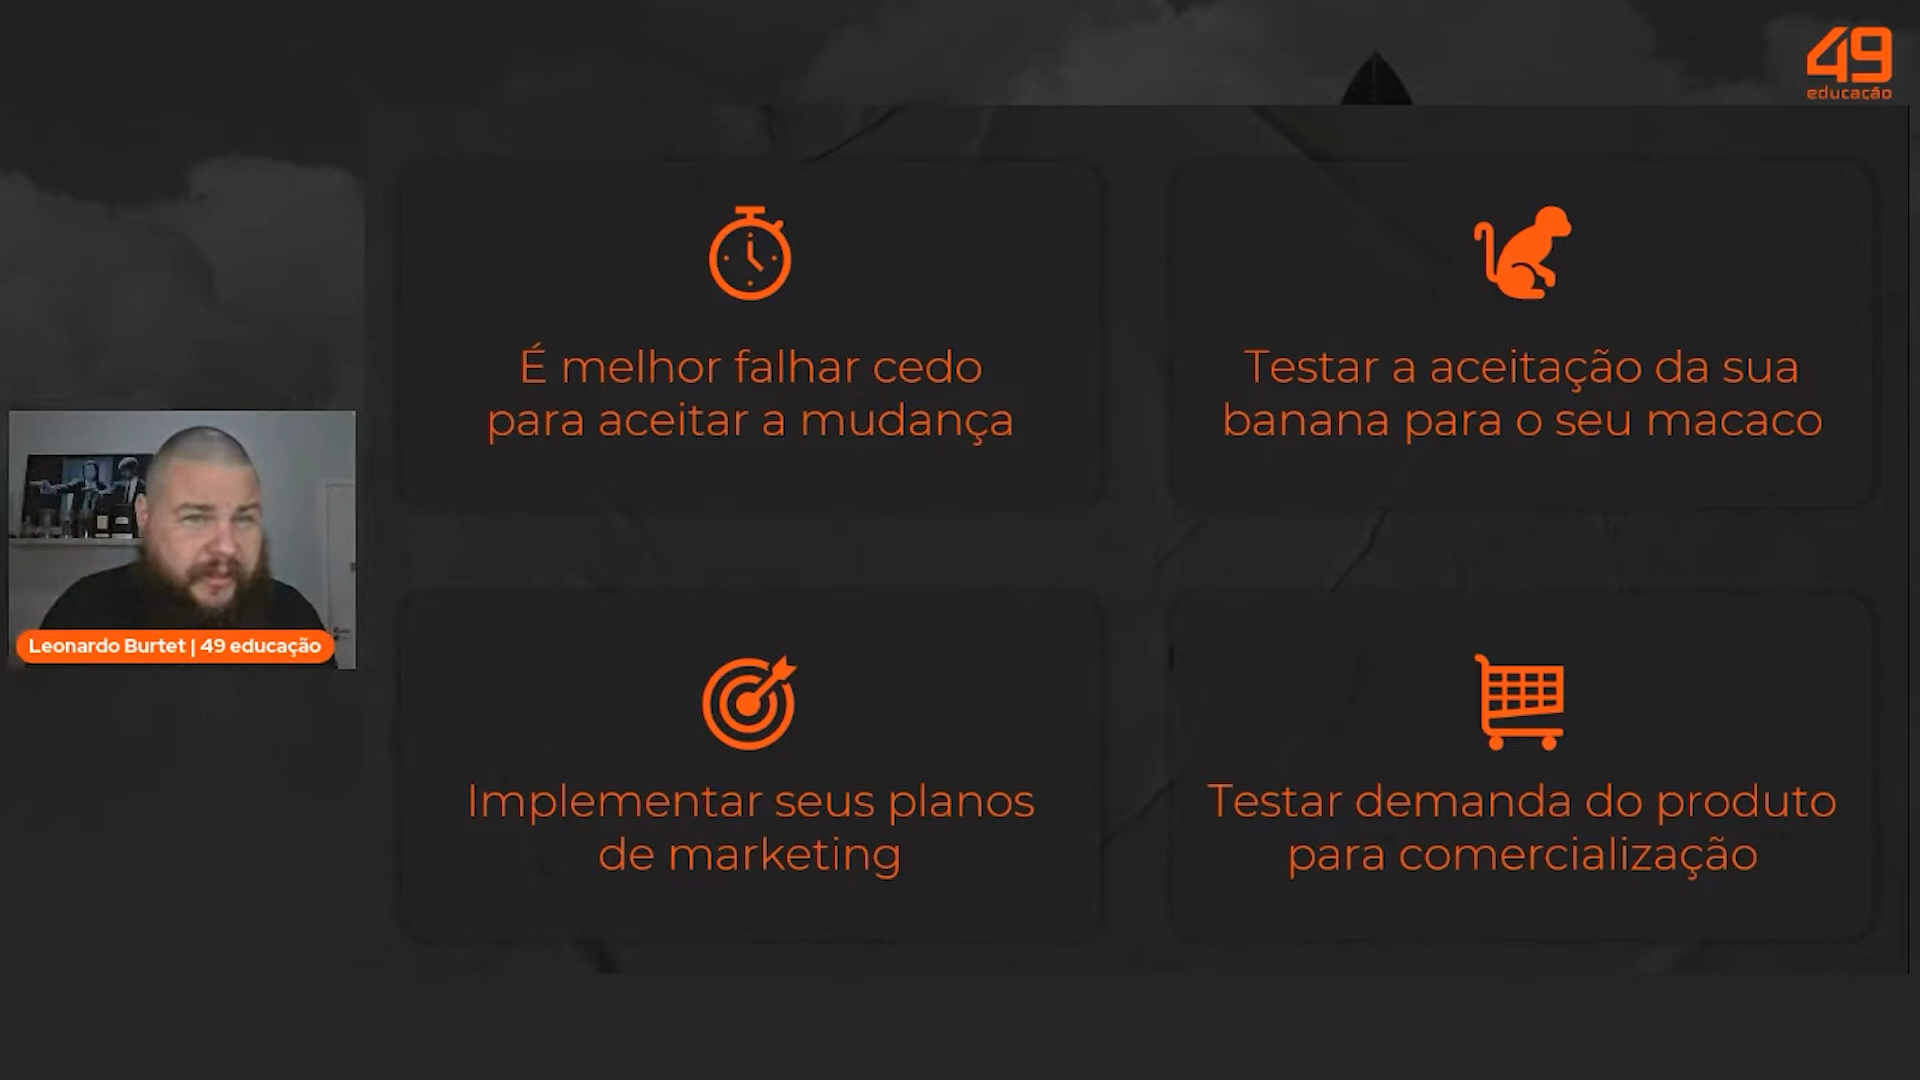 49
educação
É melhor falhar cedo
para aceitar a mudança
Testar a aceitação da sua
banana para o seu macaco
Leonardo Burtet | 49 educação
Implementar seus planos
de marketing
Testar demanda do produto
para comercialização